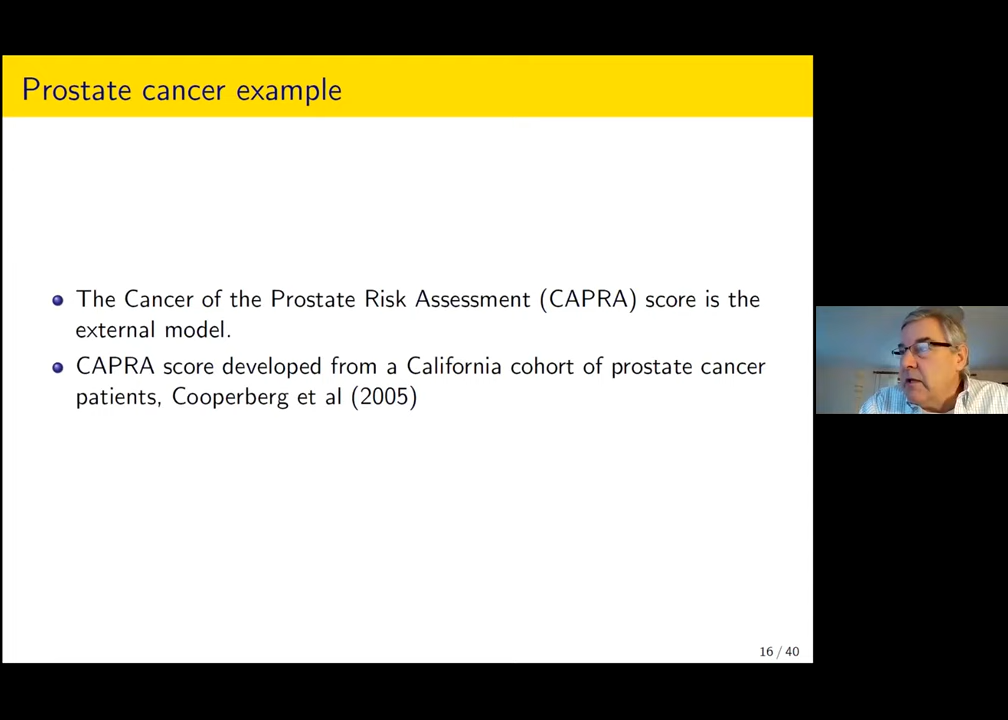 Prostate cancer example
The Cancer of the Prostate Risk Assessment (CAPRA) score is the
external model.
CAPRA score developed from a California cohort of prostate cancer
patients, Cooperberg et al (2005)
16 / 40